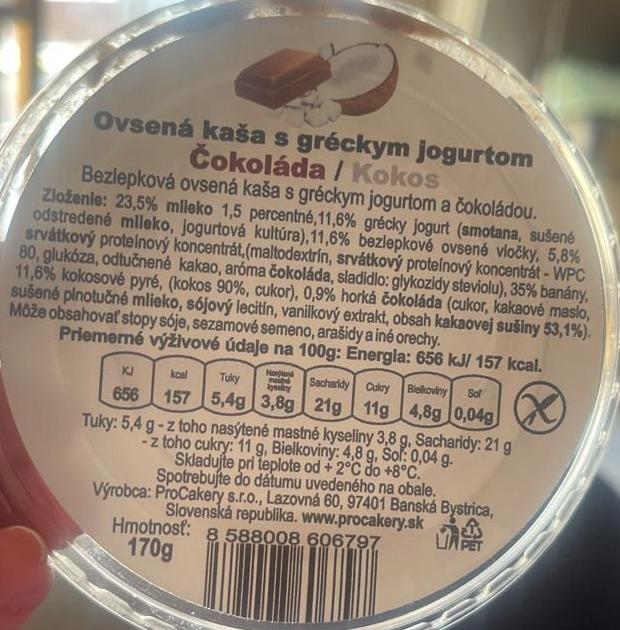 Ovsená kaša s gréckym jogurtom
Čokoláda / Kokos
Bezlepková ovsená kaša s gréckym jogurtom a čokoládou.
Zloženie: 23,5% mlieko 1,5 percentné,11,6% grécky jogurt (smotana, sušené
odstredené mlieko, jogurtová kultúra),11,6% bezlepkové ovsené vločky, 5,8%
srvátkový proteínový koncentrát,(maltodextrín, srvátkový proteínový koncentrát - WPC
80, glukóza, odtučnené kakao, aróma čokoláda, sladidlo: glykozidy steviolu), 35% banány,
11,6% kokosové pyré, (kokos 90%, cukor), 0,9% horká čokoláda (cukor, kakaové maslo,
sušené plnotučné mlieko, sójový lecitín, vanilkový extrakt, obsah kakaovej sušiny 53,1%).
Môže obsahovať stopy sóje, sezamové semeno, arašidy a iné orechy.
Priemerné výživové údaje na 100g: Energia: 656 kJ/ 157 kcal.
KJ kcal Tuky Nasýtené mastné kyseliny Sacharidy Cukry Bielkoviny Soľ
656 157 5,4g 3,8g 21g 11g 4,8g 0,04g
Tuky: 5,4 g - z toho nasýtené mastné kyseliny 3,8 g, Sacharidy: 21 g
- z toho cukry: 11 g, Bielkoviny: 4,8 g, Soľ: 0,04 g.
Skladujte pri teplote od + 2°C do +8°C.
Spotrebujte do dátumu uvedeného na obale.
Výrobca: ProCakery s.r.o., Lazovná 60, 97401 Banská Bystrica,
Slovenská republika. www.procakery.sk
Hmotnosť:
170g
8 588008 606797
1
PET